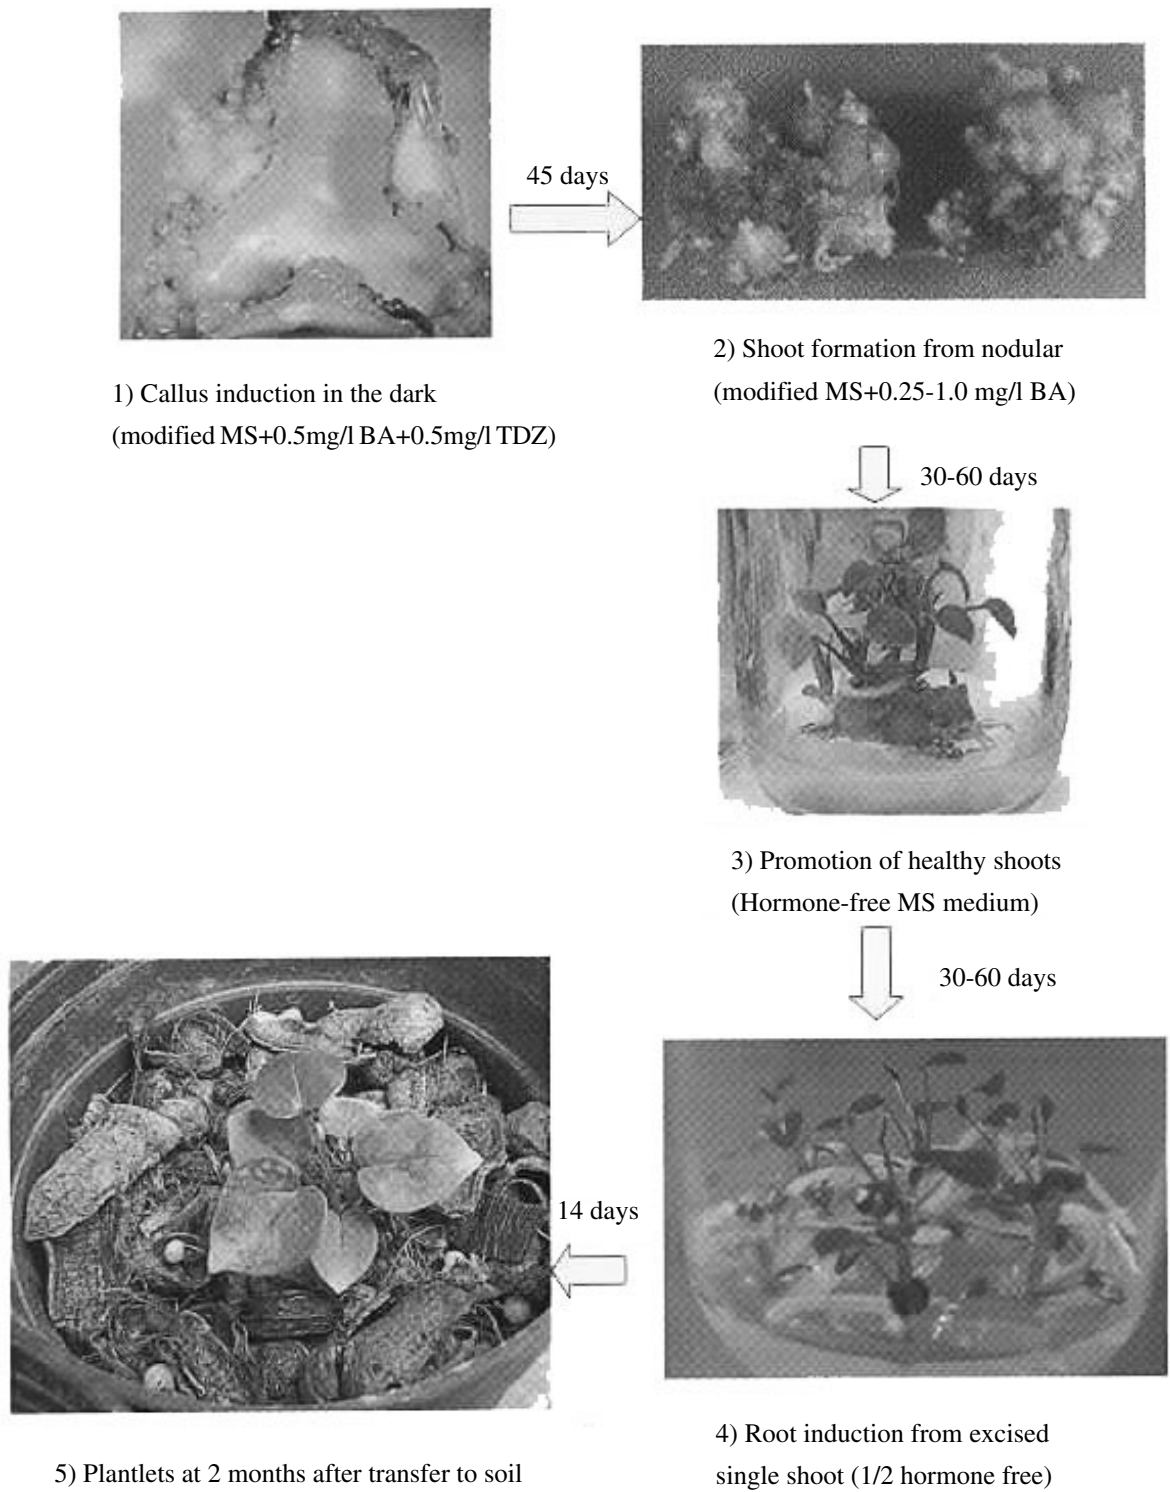 45 days
1) Callus induction in the dark
(modified MS+0.5mg/l BA+0.5mg/l TDZ)
2) Shoot formation from nodular
(modified MS+0.25-1.0 mg/l BA)
30-60 days
3) Promotion of healthy shoots
(Hormone-free MS medium)
30-60 days
4) Root induction from excised
single shoot (1/2 hormone free)
14 days
5) Plantlets at 2 months after transfer to soil